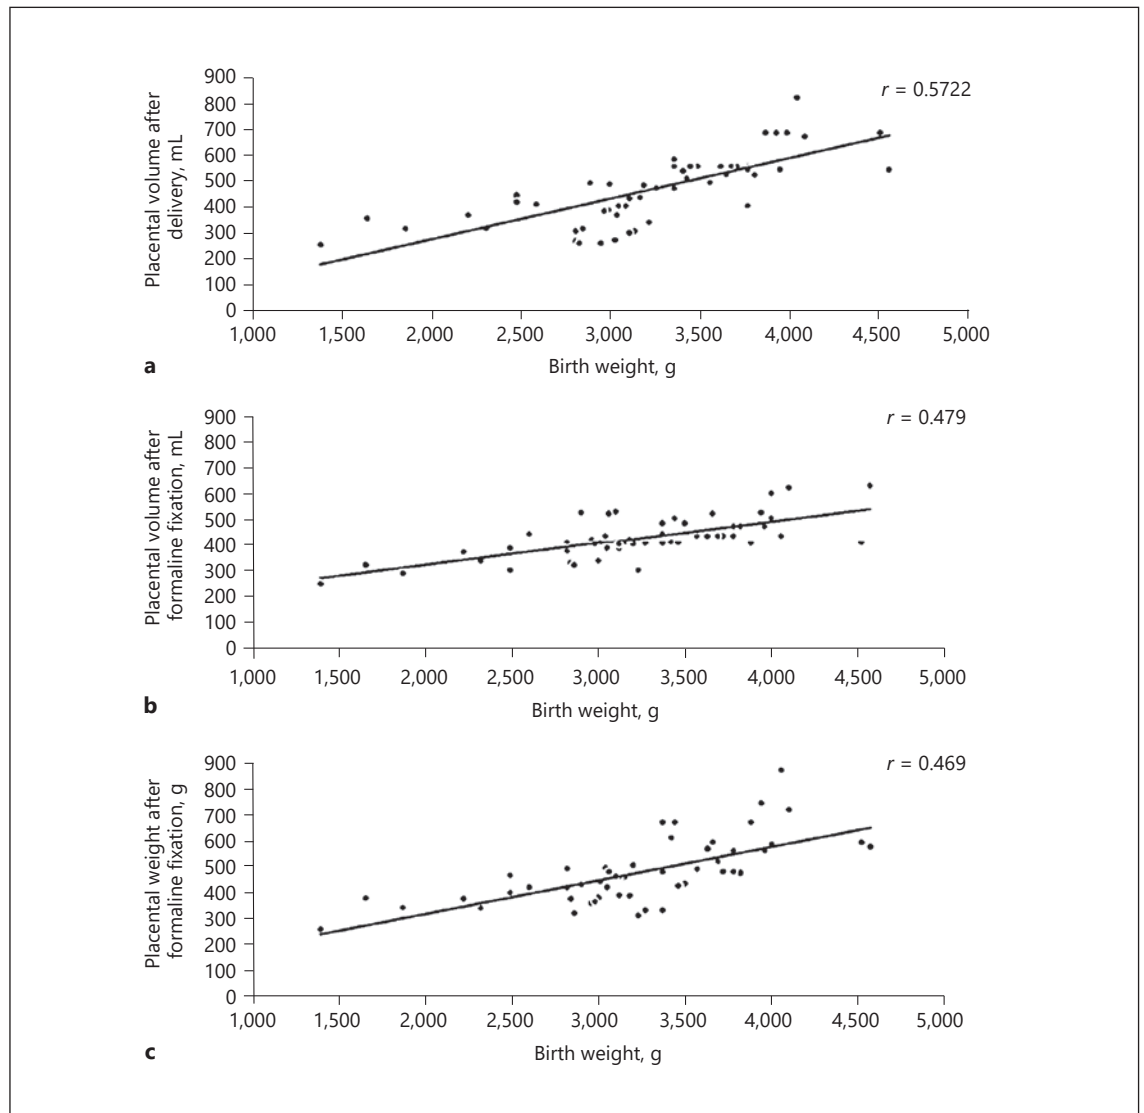 Placental volume after
delivery, mL
900
800
700
600
500
400
300
200
100
0
r = 0.5722
1,000 1,500 2,000 2,500 3,000 3,500 4,000 4,500 5,000
Birth weight, g
a
Placental volume after
formaline fixation, mL
900
800
700
600
500
400
300
200
100
0
r = 0.479
1,000 1,500 2,000 2,500 3,000 3,500 4,000 4,500 5,000
Birth weight, g
b
Placental weight after
formaline fixation, g
900
800
700
600
500
400
300
200
100
0
r = 0.469
1,000 1,500 2,000 2,500 3,000 3,500 4,000 4,500 5,000
Birth weight, g
c